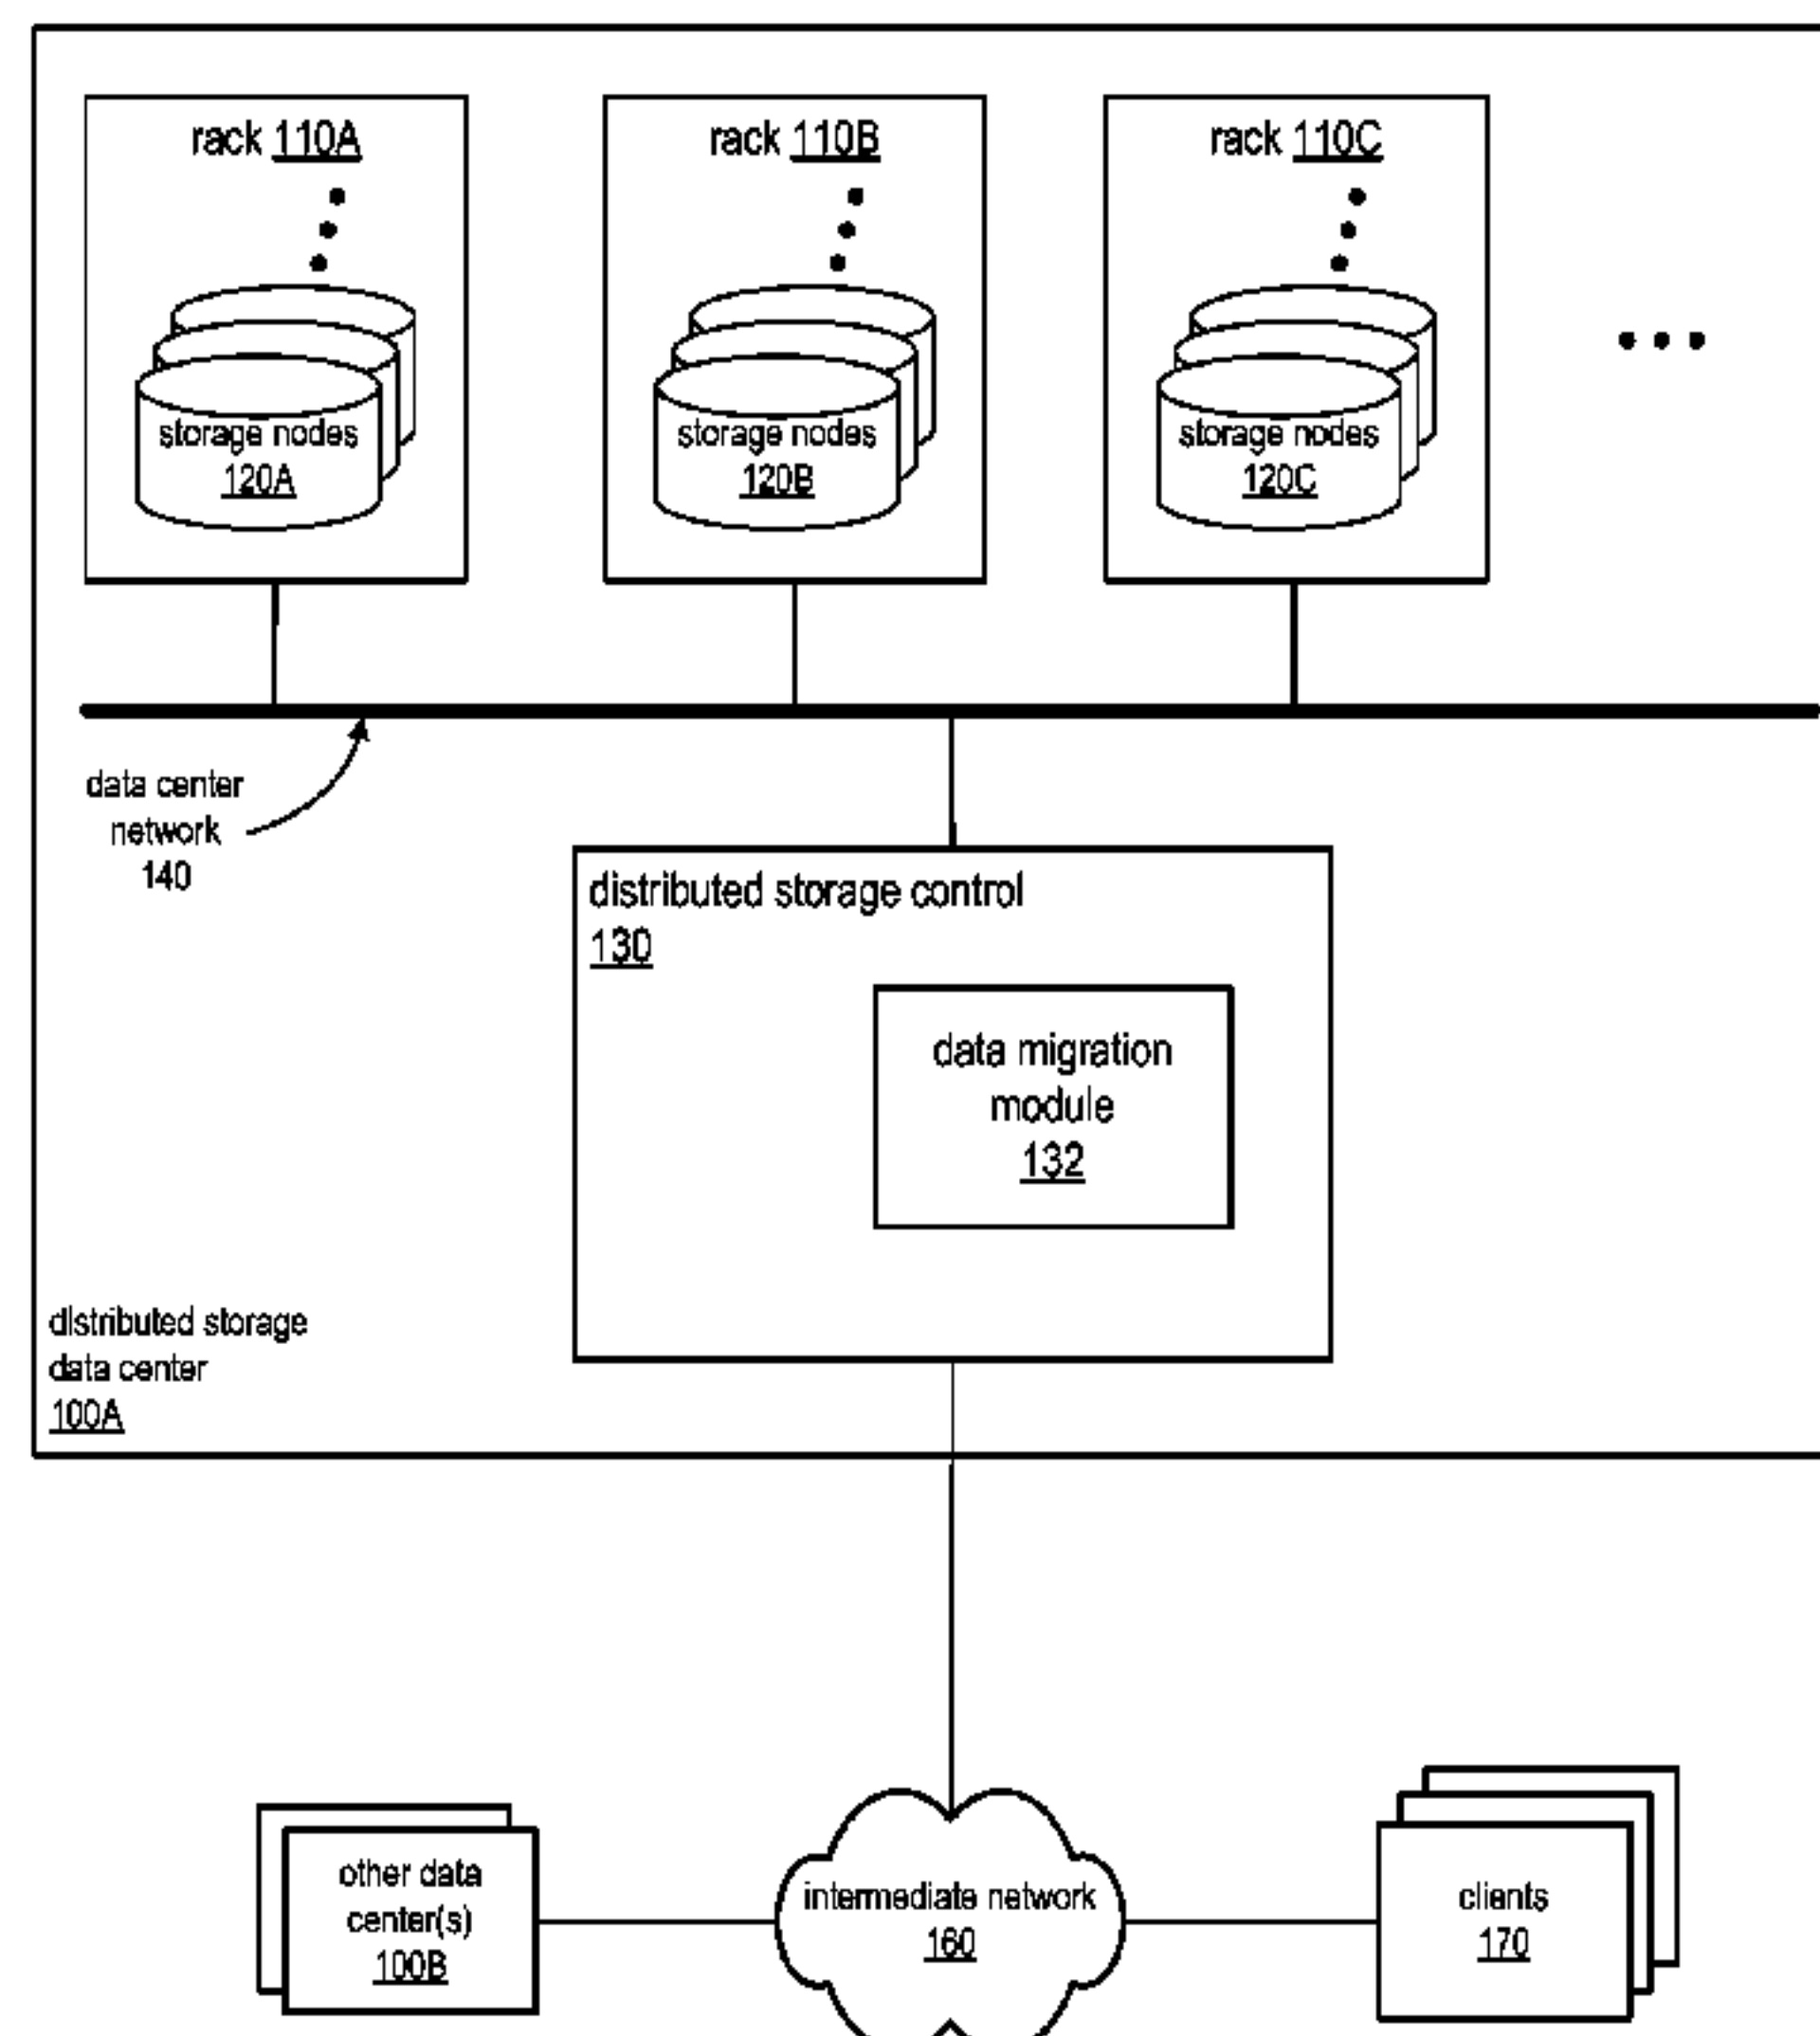 rack 110A
rack 110B
rack 110C
storage nodes
120A
storage nodes
120B
storage nodes
120C
data center
network
140
distributed storage control
130
data migration
module
132
distributed storage
data center
100A
other data
center(s)
100B
intermediate network
160
clients
170